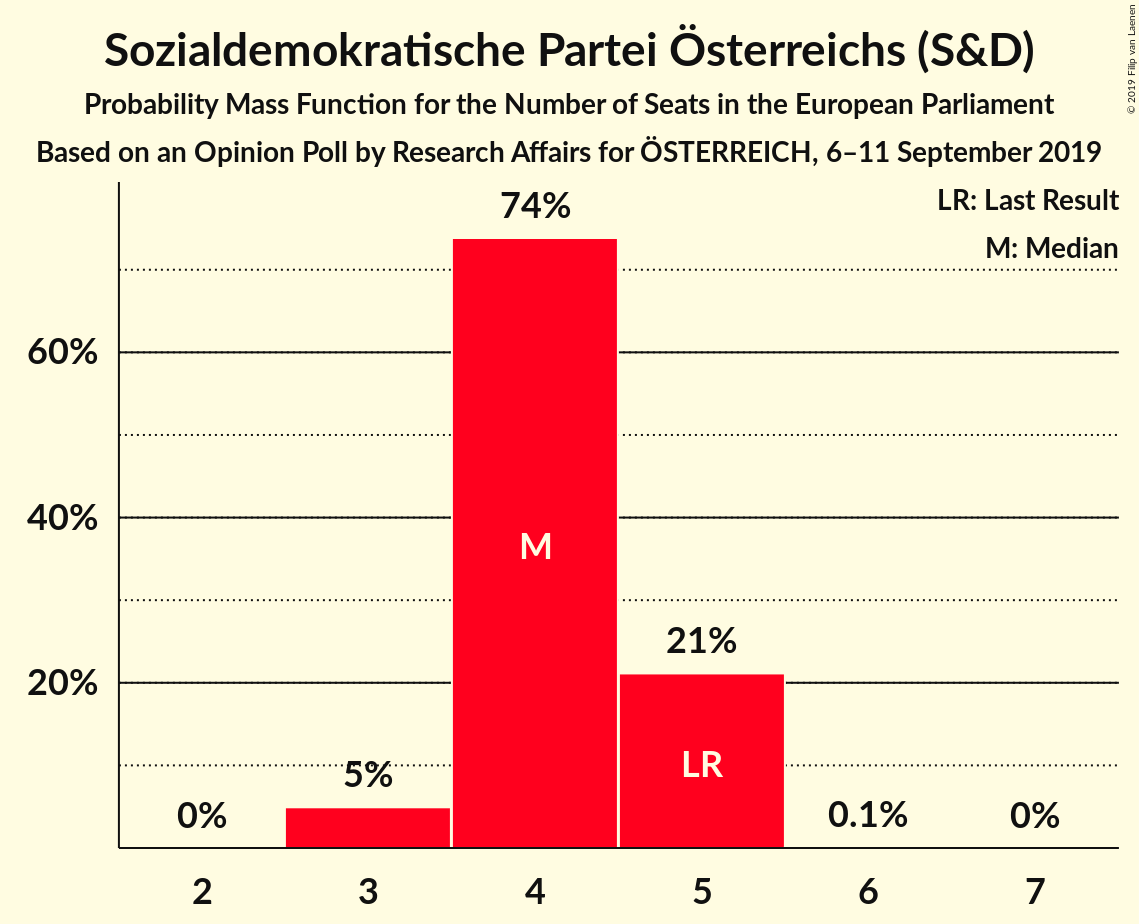 Sozialdemokratische Partei Österreichs (S&D)
Probability Mass Function for the Number of Seats in the European Parliament
Based on an Opinion Poll by Research Affairs for ÖSTERREICH, 6–11 September 2019
© 2019 Filip van Laenen
LR: Last Result
M: Median
74%
60%
40%
M
21%
20%
LR
5%
0%
0.1%
0%
2 3 4 5 6 7